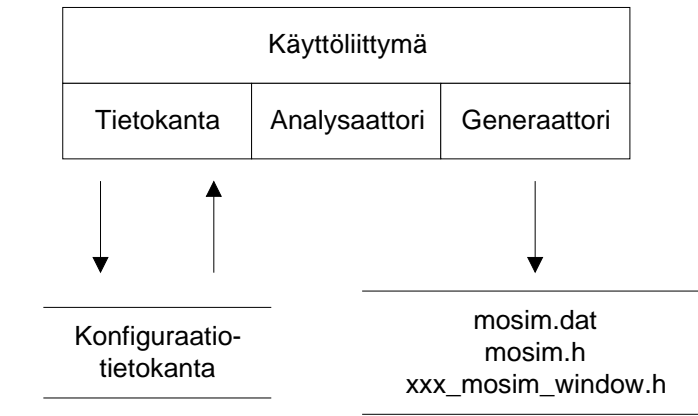 Käyttöliittymä
Tietokanta Analysaattori Generaattori
Konfiguraatio-
tietokanta
mosim.dat
mosim.h
xxx_mosim_window.h